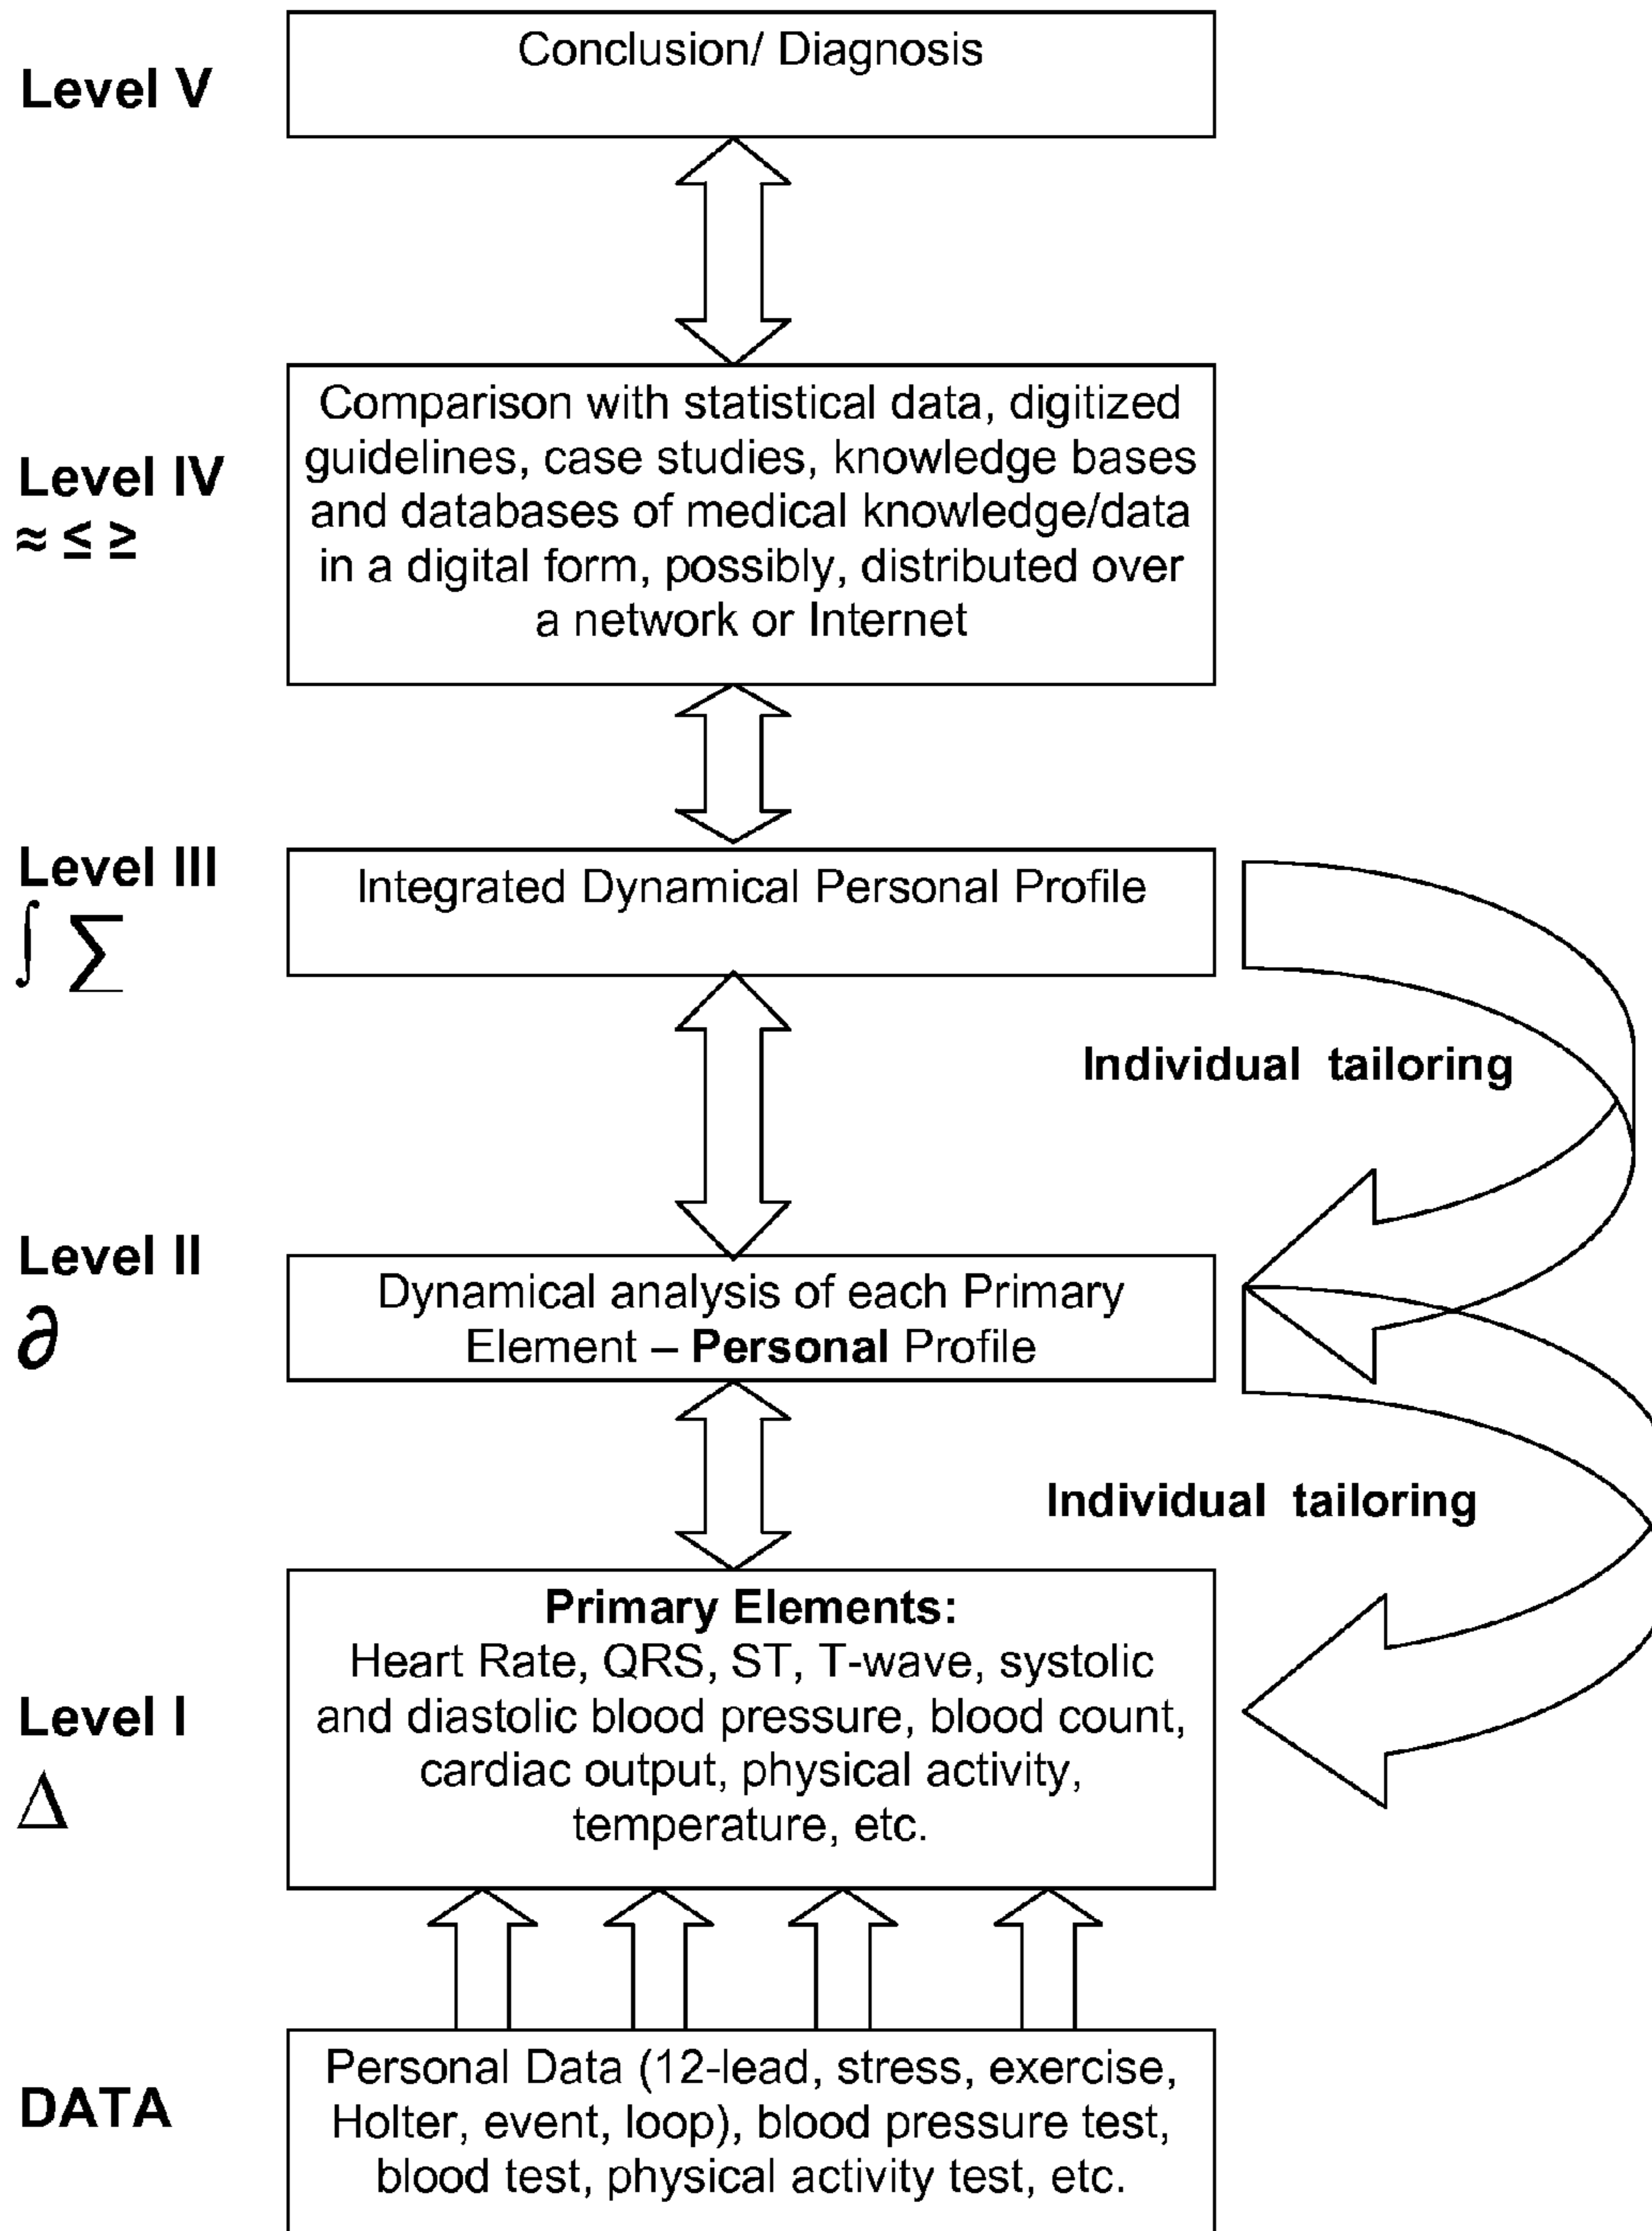 Level V
Conclusion/ Diagnosis
Level IV
≈ ≤ ≥
Comparison with statistical data, digitized
guidelines, case studies, knowledge bases
and databases of medical knowledge/data
in a digital form, possibly, distributed over
a network or Internet
Level III
∫ ∑
Integrated Dynamical Personal Profile
Individual tailoring
Level II
∂
Dynamical analysis of each Primary
Element – Personal Profile
Individual tailoring
Level I
Δ
Primary Elements:
Heart Rate, QRS, ST, T-wave, systolic
and diastolic blood pressure, blood count,
cardiac output, physical activity,
temperature, etc.
DATA
Personal Data (12-lead, stress, exercise,
Holter, event, loop), blood pressure test,
blood test, physical activity test, etc.